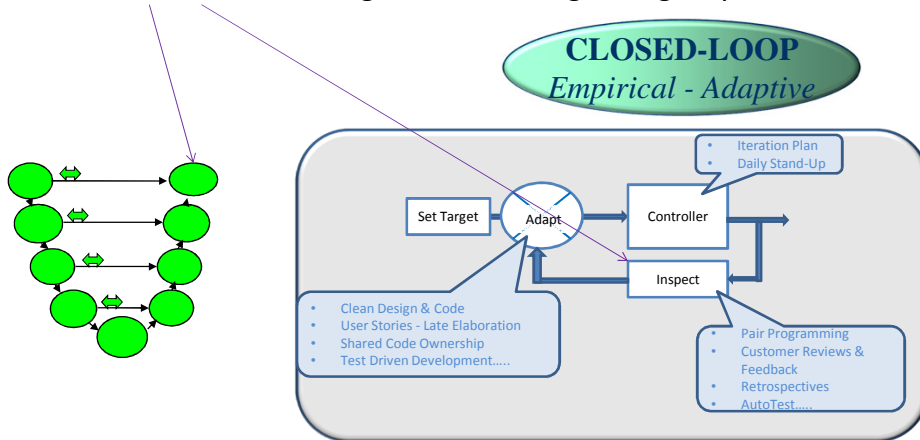 CLOSED-LOOP
Empirical - Adaptive
• Iteration Plan
• Daily Stand-Up
Set Target
Adapt
Controller
Inspect
• Clean Design & Code
• User Stories - Late Elaboration
• Shared Code Ownership
• Test Driven Development.....
• Pair Programming
• Customer Reviews &
Feedback
• Retrospectives
• AutoTest.....